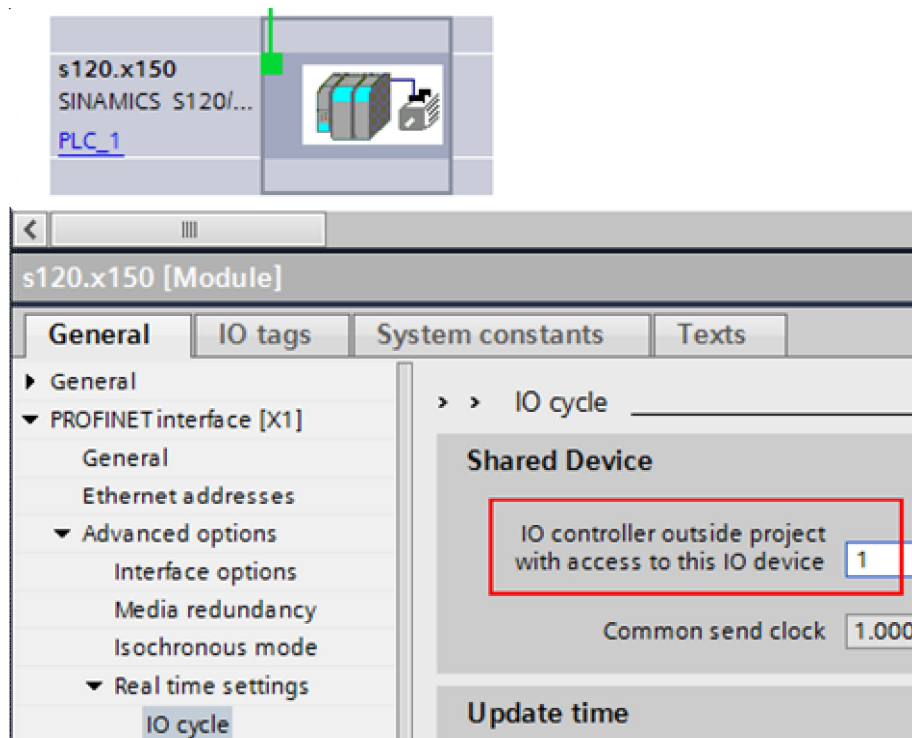 s120.x150
SINAMICS S120/...
PLC_1
s120.x150 [Module]
General IO tags System constants Texts
General
PROFINET interface [X1]
General
Ethernet addresses
Advanced options
Interface options
Media redundancy
Isochronous mode
Real time settings
IO cycle
> > IO cycle
Shared Device
IO controller outside project
with access to this IO device 1
Common send clock 1.000
Update time